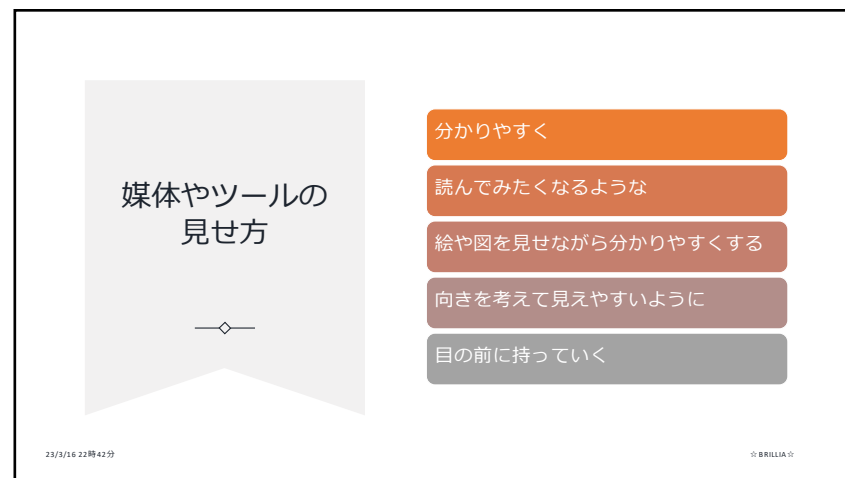 媒体やツールの
見せ方
分かりやすく
読んでみたくなるような
絵や図を見せながら分かりやすくする
向きを考えて見えやすいように
目の前に持っていく
23/3/16 22時42分
☆BRILLIA☆